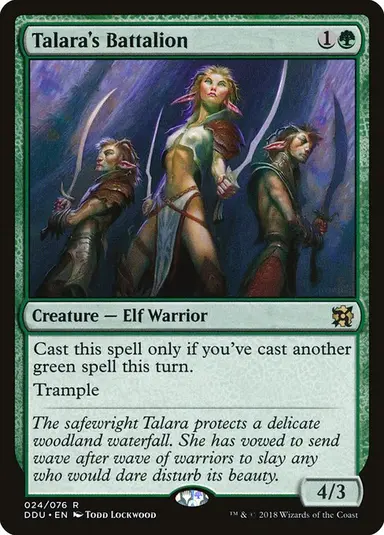 Talara's Battalion 1
Creature — Elf Warrior
Cast this spell only if you've cast another
green spell this turn.
Trample
The safewright Talara protects a delicate
woodland waterfall. She has vowed to send
wave after wave of warriors to slay any
who would dare disturb its beauty.
4/3
024/076 R
DDU • EN Todd Lockwood
™ & © 2018 Wizards of the Coast